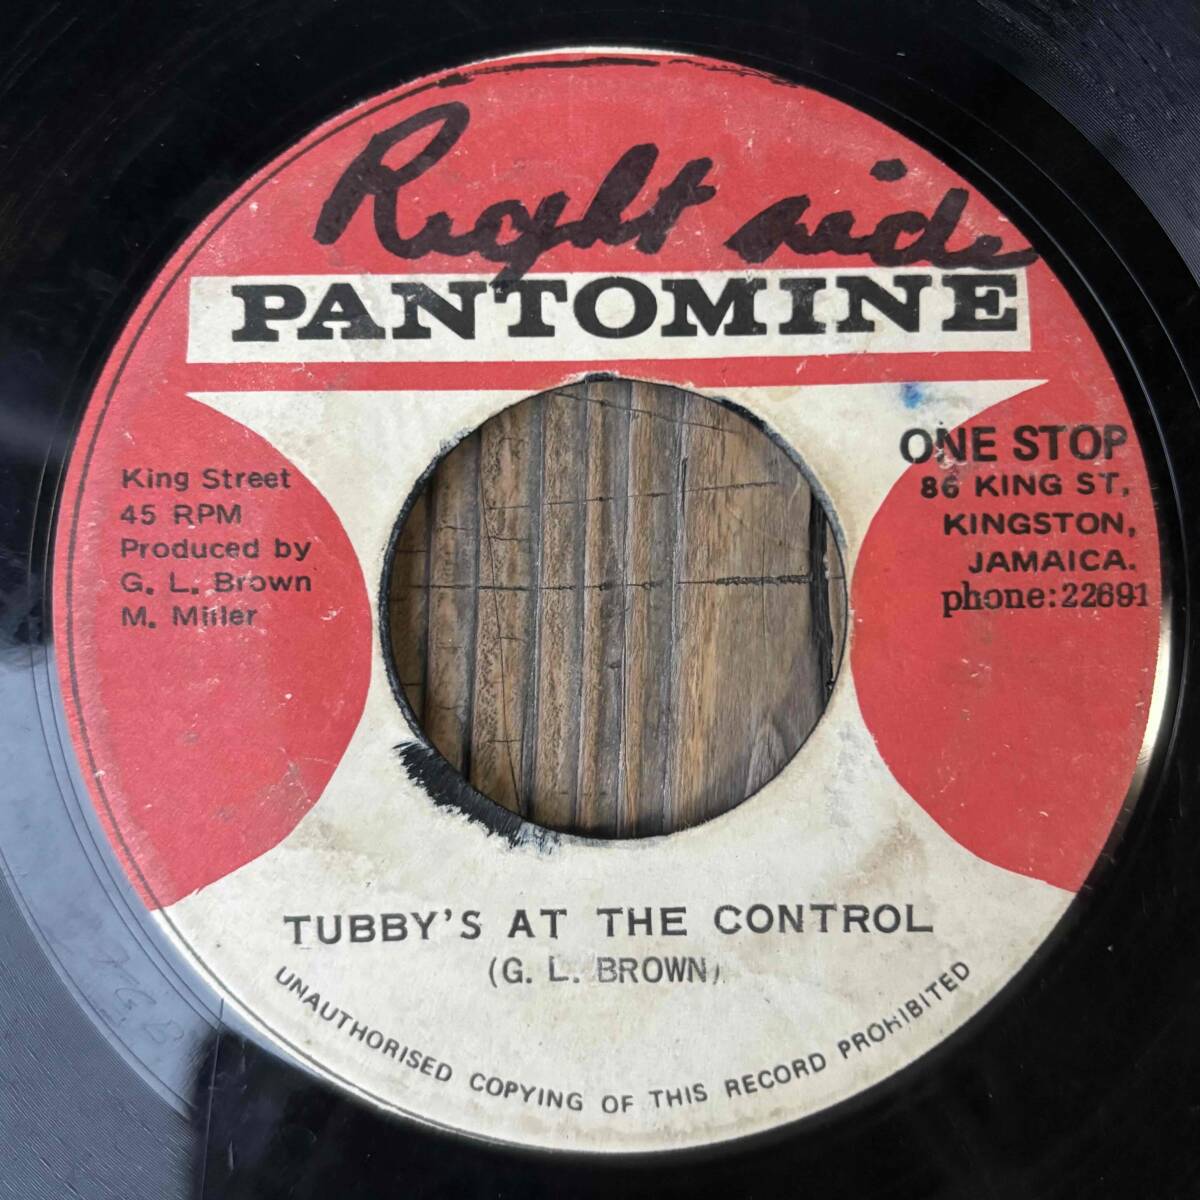 Right side
PANTOMINE
King Street
45 RPM
Produced by
G. L. Brown
M. Miller
ONE STOP
86 KING ST,
KINGSTON,
JAMAICA.
phone:22691
TUBBY'S AT THE CONTROL
(G. L. BROWN)
UNAUTHORISED COPYING OF THIS RECORD PROHIBITED